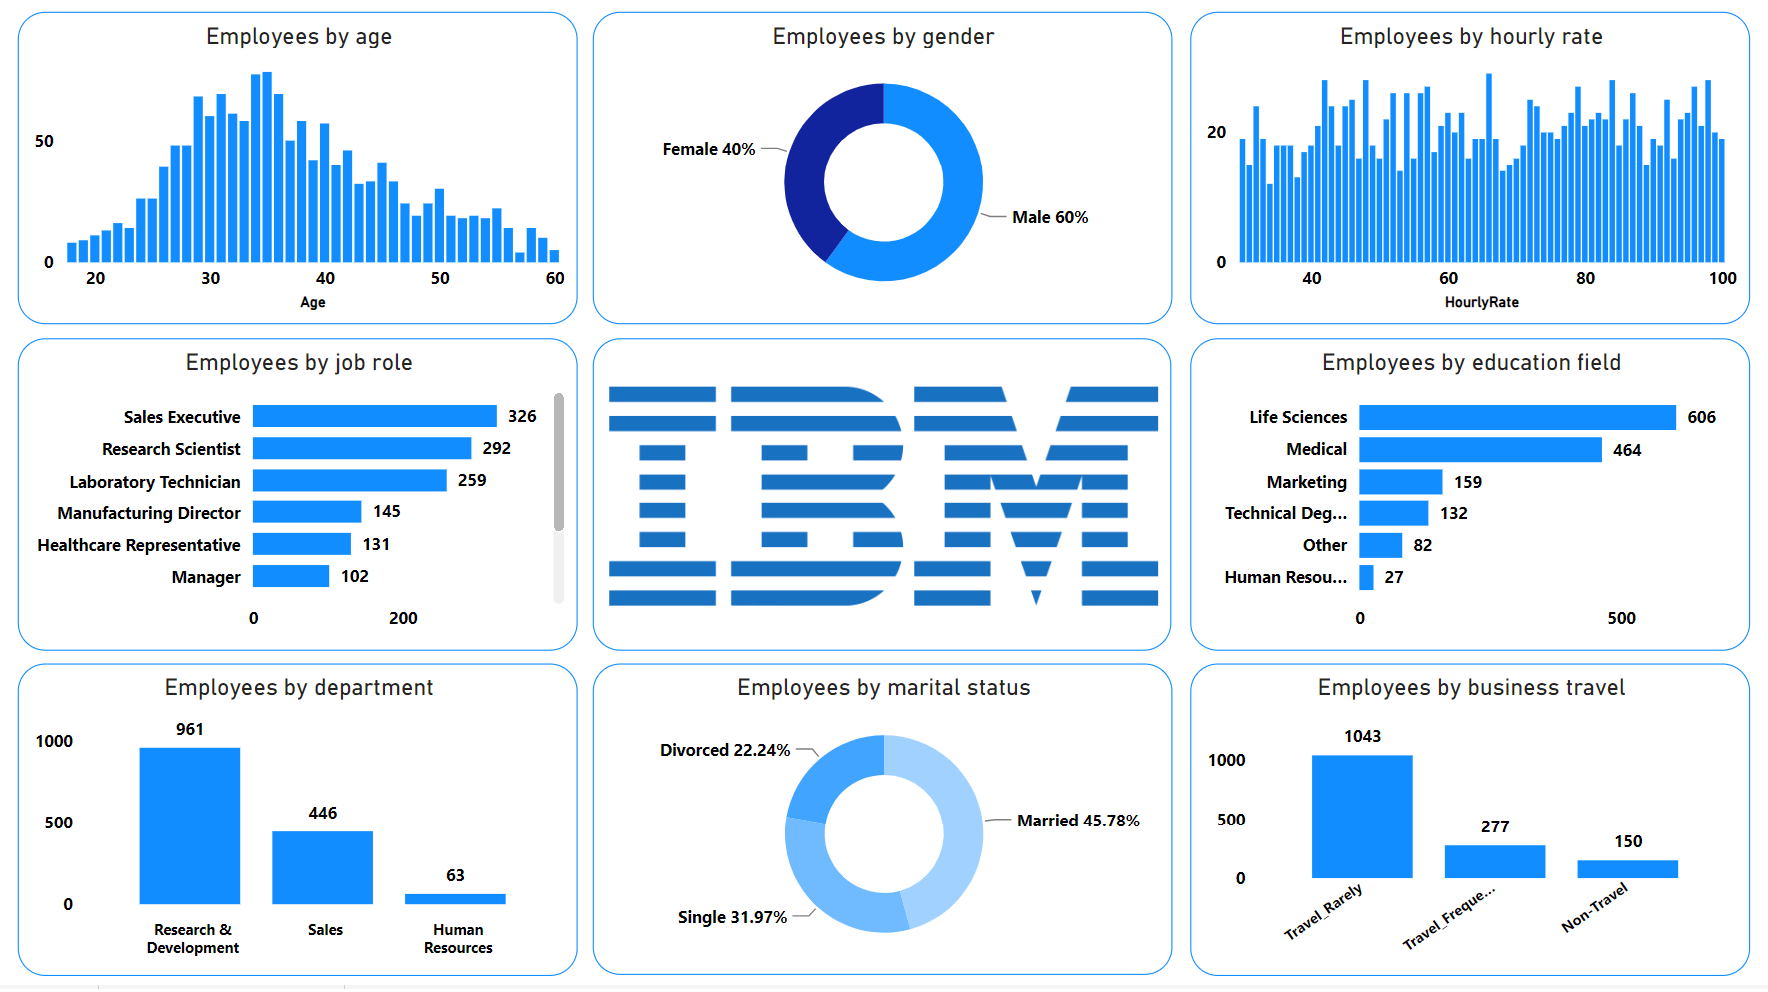 Employees by age
50
0
20 30 40 50 60
Age
Employees by gender
Female 40%
Male 60%
Employees by hourly rate
20
0
40 60 80 100
HourlyRate
Employees by job role
Sales Executive 326
Research Scientist 292
Laboratory Technician 259
Manufacturing Director 145
Healthcare Representative 131
Manager 102
0 200
IBM
Employees by education field
Life Sciences 606
Medical 464
Marketing 159
Technical Deg... 132
Other 82
Human Resou... 27
0 500
Employees by department
1000
500
0
961
446
63
Research &
Development
Sales
Human
Resources
Employees by marital status
Divorced 22.24%
Married 45.78%
Single 31.97%
Employees by business travel
1000
500
0
1043
277
150
Travel_Rarely
Travel_Freque...
Non-Travel